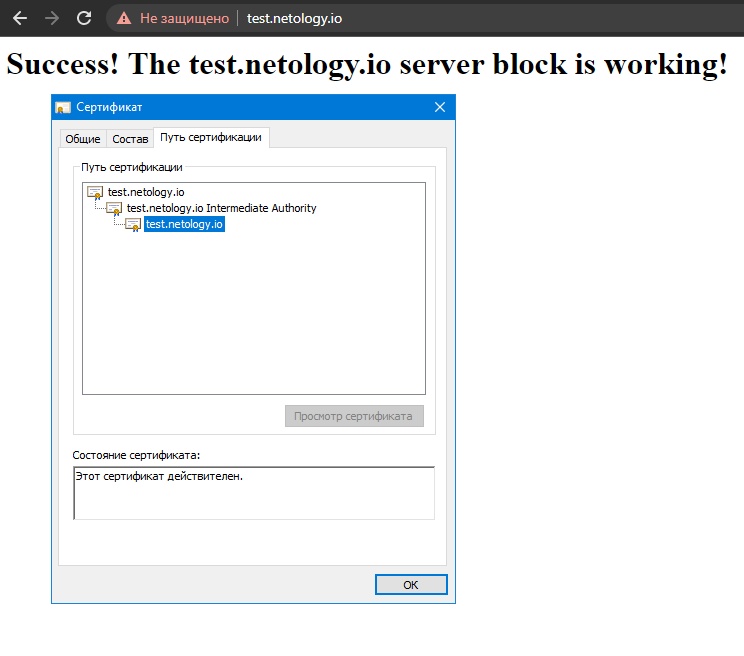 Не защищено test.netology.io
Success! The test.netology.io server block is working!
Сертификат
Общие Состав Путь сертификации
Путь сертификации
test.netology.io
test.netology.io Intermediate Authority
test.netology.io
Просмотр сертификата
Состояние сертификата:
Этот сертификат действителен.
ОК